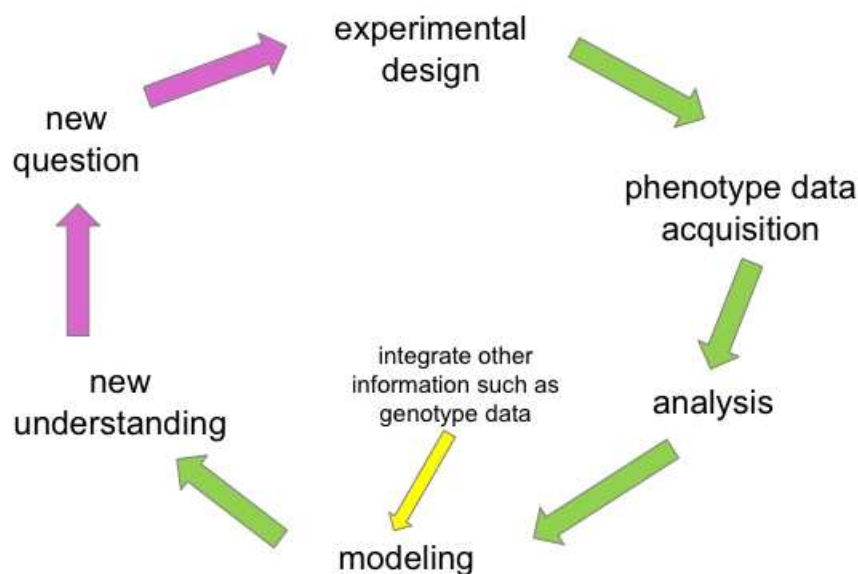 experimental
design
phenotype data
acquisition
analysis
integrate other
information such as
genotype data
modeling
new
understanding
new
question